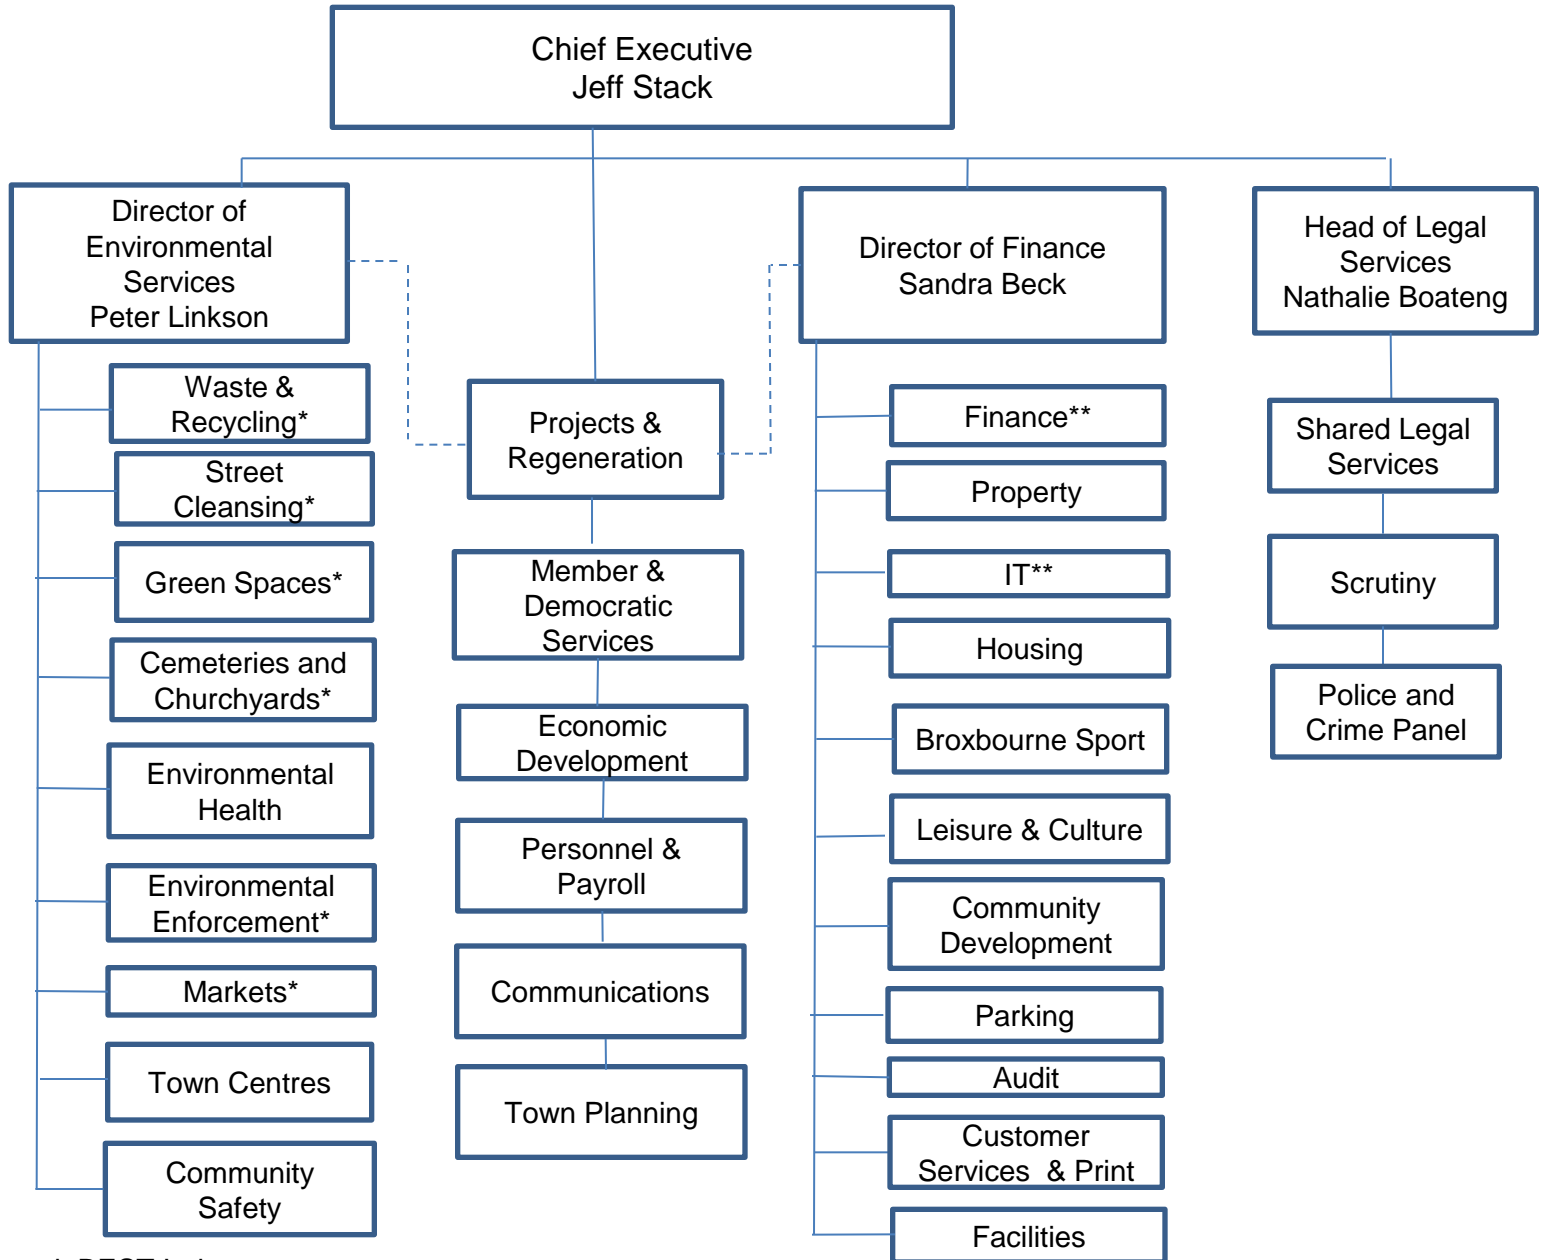 Chief Executive
Jeff Stack
Director of
Environmental
Services
Peter Linkson
Director of Finance
Sandra Beck
Head of Legal
Services
Nathalie Boateng
Waste &
Recycling*
Street
Cleansing*
Green Spaces*
Cemeteries and
Churchyards*
Environmental
Health
Environmental
Enforcement*
Markets*
Town Centres
Community
Safety
Projects &
Regeneration
Member &
Democratic
Services
Economic
Development
Personnel &
Payroll
Communications
Town Planning
Finance**
Property
IT**
Housing
Broxbourne Sport
Leisure & Culture
Community
Development
Parking
Audit
Customer
Services & Print
Facilities
Shared Legal
Services
Scrutiny
Police and
Crime Panel